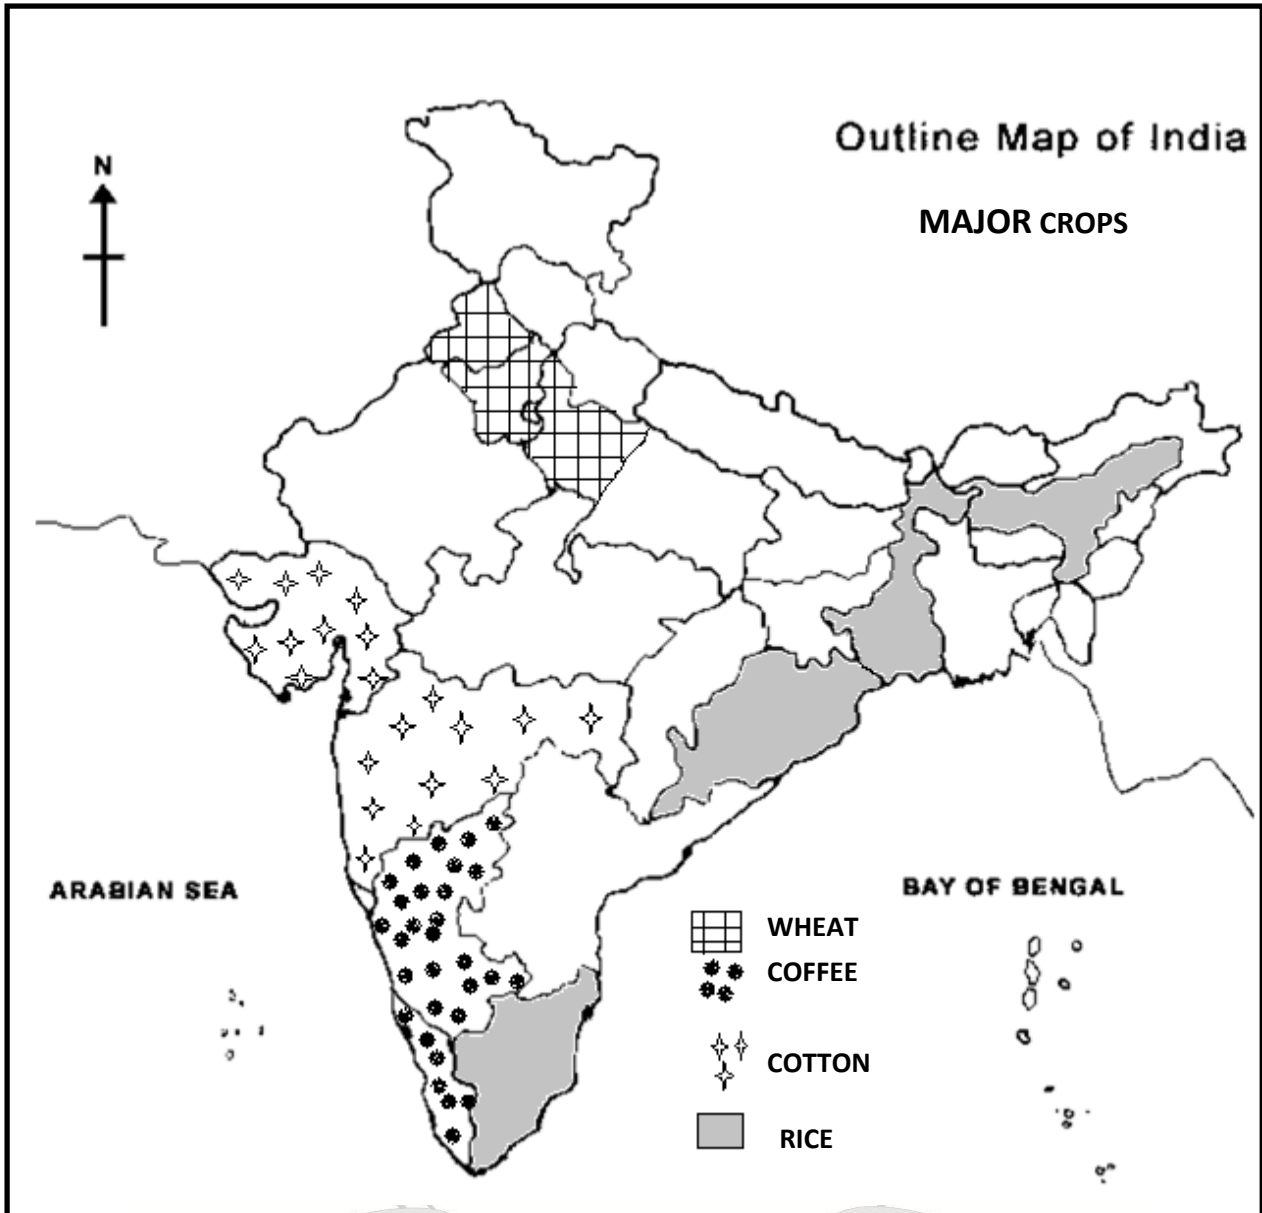 Outline Map of India
N
MAJOR CROPS
ARABIAN SEA
BAY OF BENGAL
WHEAT
COFFEE
COTTON
RICE